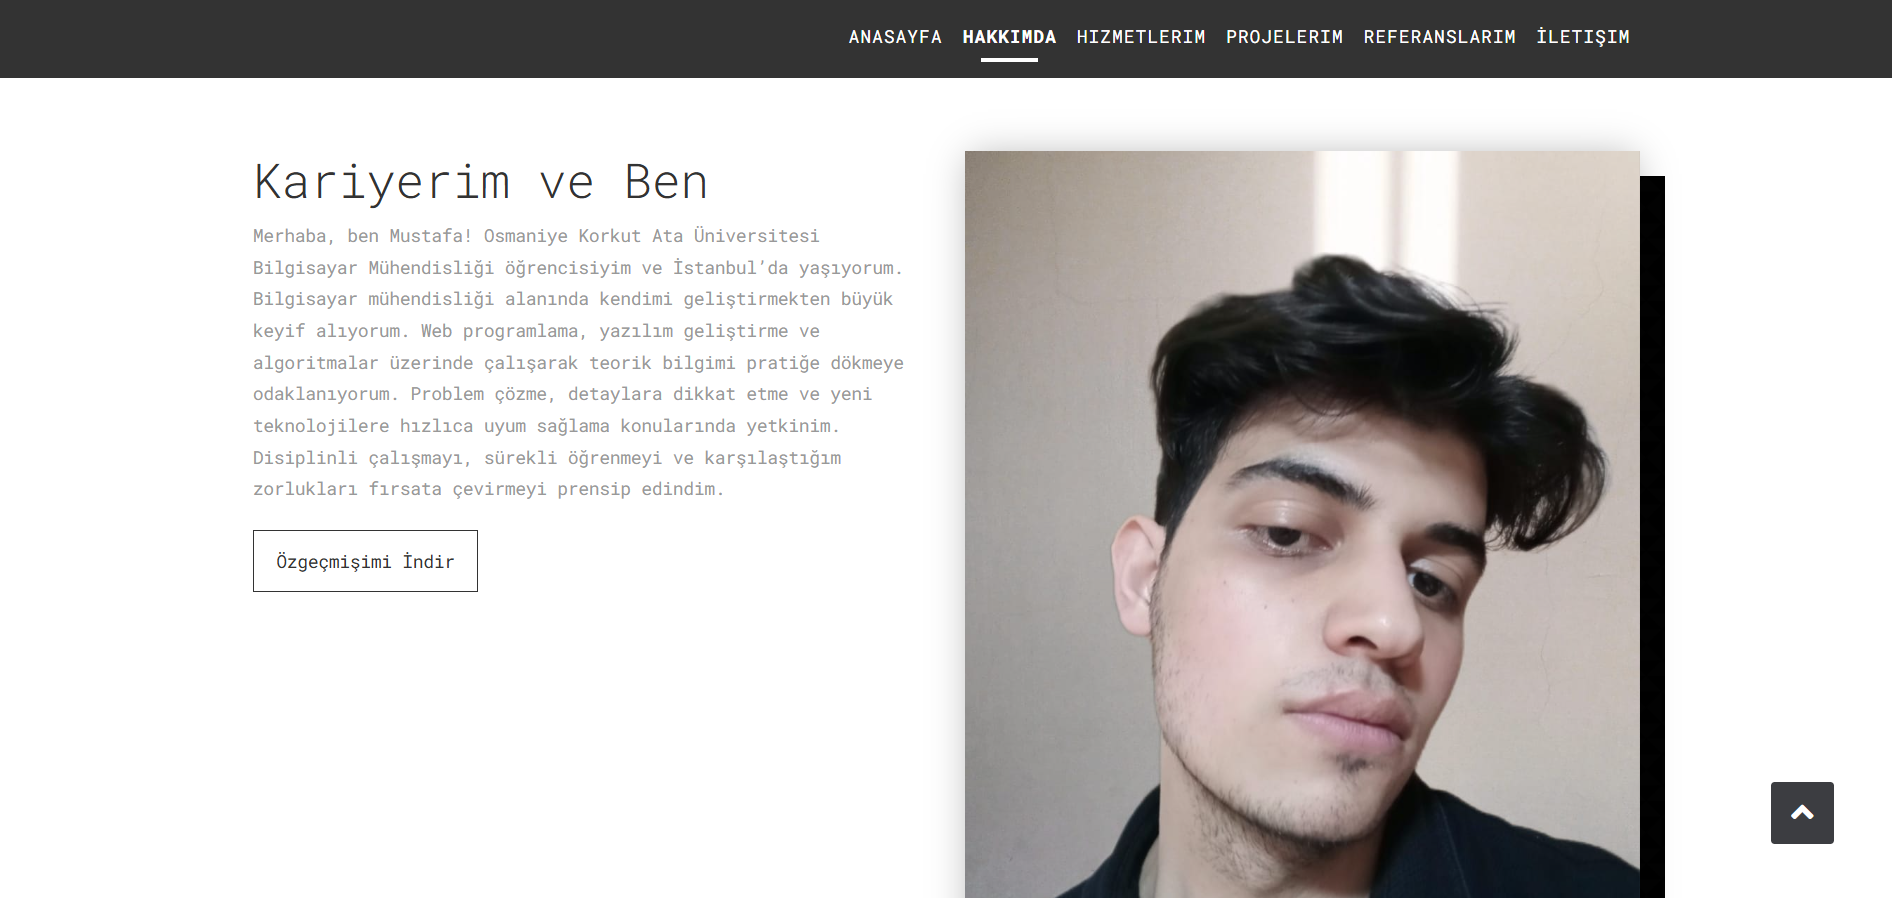 ANASAYFA HAKKIMDA HIZMETLERIM PROJELERIM REFERANSLARIM İLETIŞIM
Kariyerim ve Ben
Merhaba, ben Mustafa! Osmaniye Korkut Ata Üniversitesi
Bilgisayar Mühendisliği öğrencisiyim ve İstanbul’da yaşıyorum.
Bilgisayar mühendisliği alanında kendimi geliştirmekten büyük
keyif alıyorum. Web programlama, yazılım geliştirme ve
algoritmalar üzerinde çalışarak teorik bilgimi pratiğe dökmeye
odaklanıyorum. Problem çözme, detaylara dikkat etme ve yeni
teknolojilere hızlıca uyum sağlama konularında yetkinim.
Disiplinli çalışmayı, sürekli öğrenmeyi ve karşılaştığım
zorlukları fırsata çevirmeyi prensip edindim.
Özgeçmişimi İndir